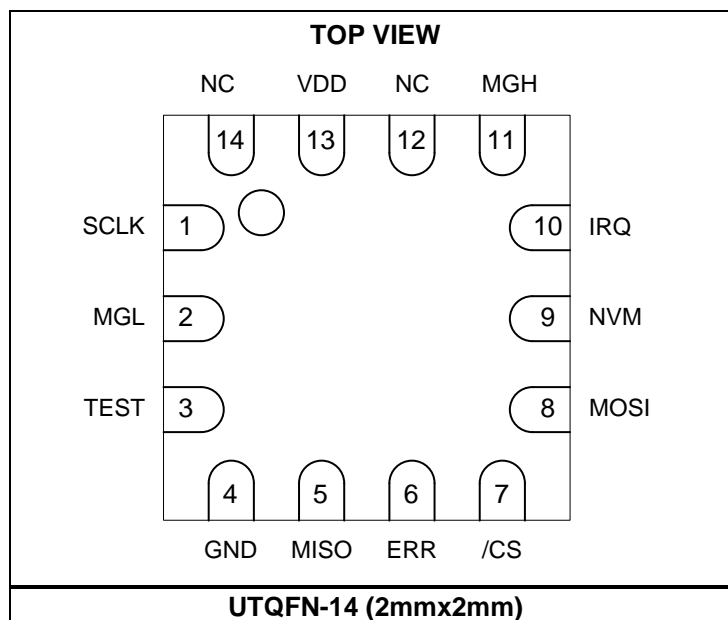 TOP VIEW
NC VDD NC MGH
14 13 12 11
SCLK 1 10 IRQ
MGL 2 9 NVM
TEST 3 8 MOSI
4 5 6 7
GND MISO ERR /CS
UTQFN-14 (2mmx2mm)